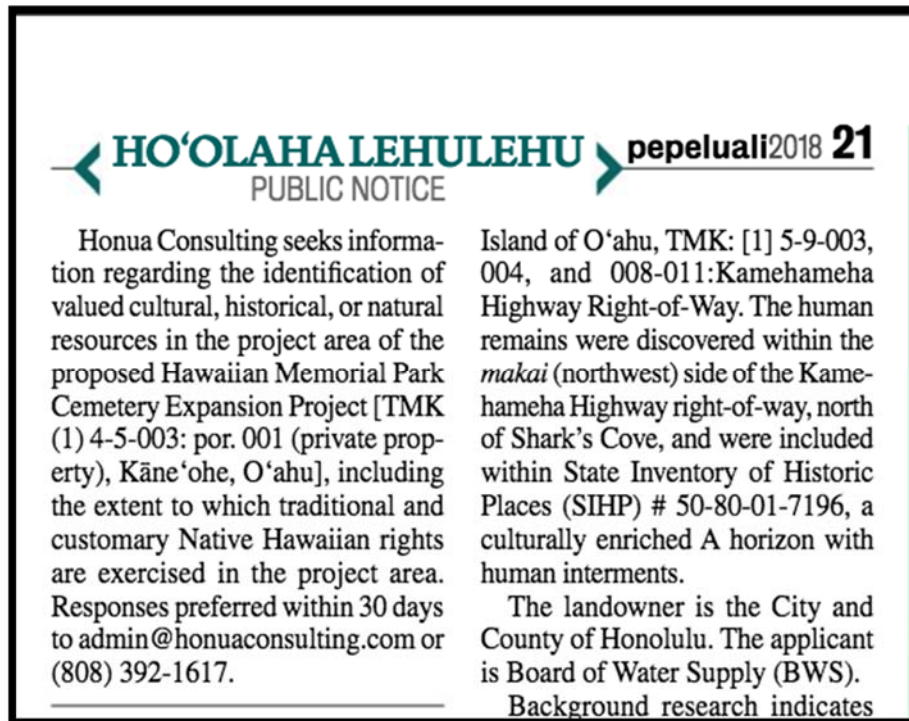 HO‘OLAHA LEHULEHU
PUBLIC NOTICE
pepeluali2018 21
Honua Consulting seeks informa-
tion regarding the identification of
valued cultural, historical, or natural
resources in the project area of the
proposed Hawaiian Memorial Park
Cemetery Expansion Project [TMK
(1) 4-5-003: por. 001 (private prop-
erty), Kāne‘ohe, O‘ahu], including
the extent to which traditional and
customary Native Hawaiian rights
are exercised in the project area.
Responses preferred within 30 days
to admin@honuaconsulting.com or
(808) 392-1617.
Island of O‘ahu, TMK: [1] 5-9-003,
004, and 008-011:Kamehameha
Highway Right-of-Way. The human
remains were discovered within the
makai (northwest) side of the Kame-
hameha Highway right-of-way, north
of Shark’s Cove, and were included
within State Inventory of Historic
Places (SIHP) # 50-80-01-7196, a
culturally enriched A horizon with
human interments.
The landowner is the City and
County of Honolulu. The applicant
is Board of Water Supply (BWS).
Background research indicates